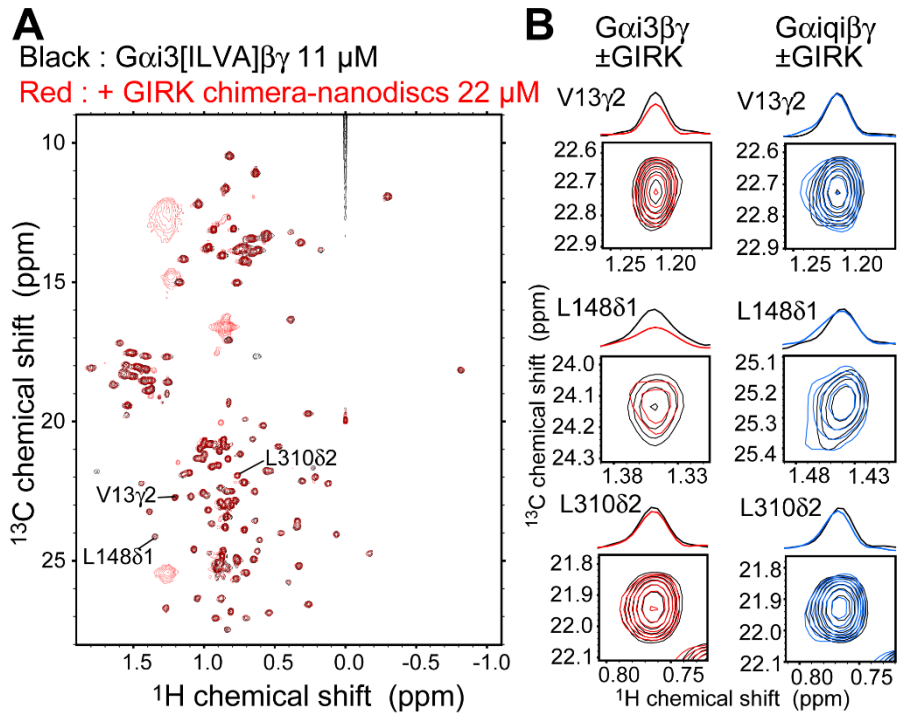 A
Black : Gαi3[ILVA]βγ 11 μM
Red : + GIRK chimera-nanodiscs 22 μM
10
15
20
25
13C chemical shift (ppm)
L310δ2
V13γ2
L148δ1
1.5 1.0 0.5 0.0 -0.5 -1.0
1H chemical shift (ppm)
B
Gαi3βγ
±GIRK
Gαiqiβγ
±GIRK
V13γ2
V13γ2
22.6
22.7
22.8
22.9
1.25 1.20
22.6
22.7
22.8
22.9
1.25 1.20
L148δ1
L148δ1
24.0
24.1
24.2
24.3
1.38 1.33
25.1
25.2
25.3
25.4
1.48 1.43
L310δ2
L310δ2
21.8
21.9
22.0
22.1
0.80 0.75
21.8
21.9
22.0
22.1
0.80 0.75
13C chemical shift (ppm)
1H chemical shift (ppm)